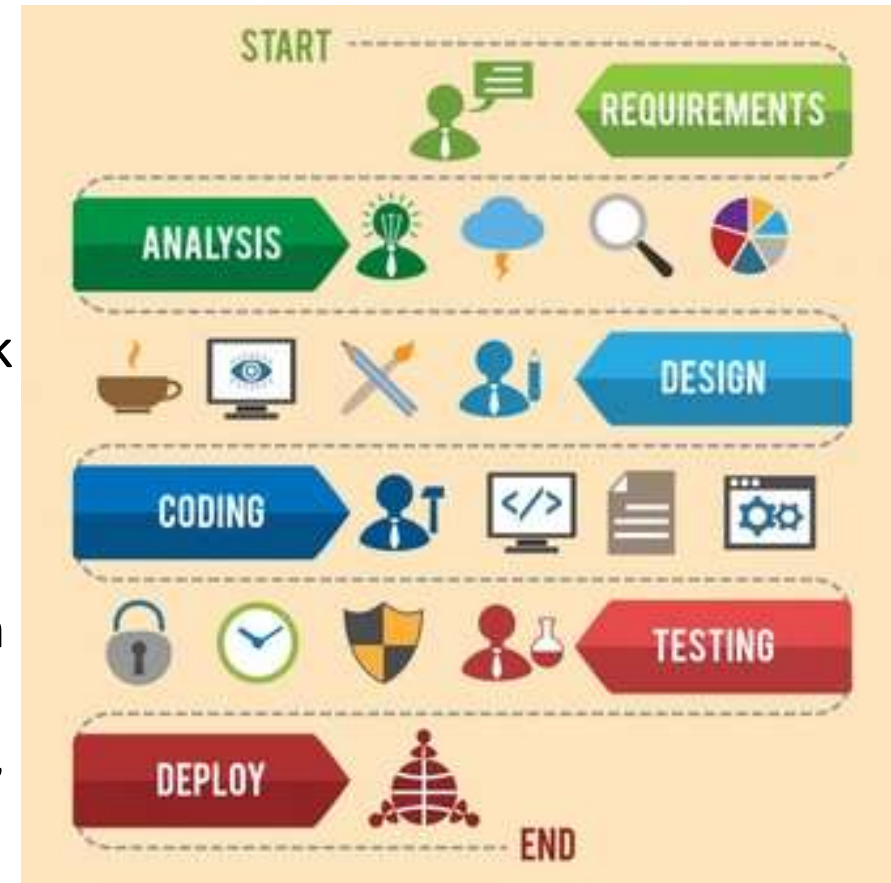 START
REQUIREMENTS
ANALYSIS
k
DESIGN
CODING
</>
n
TESTING
,
DEPLOY
END